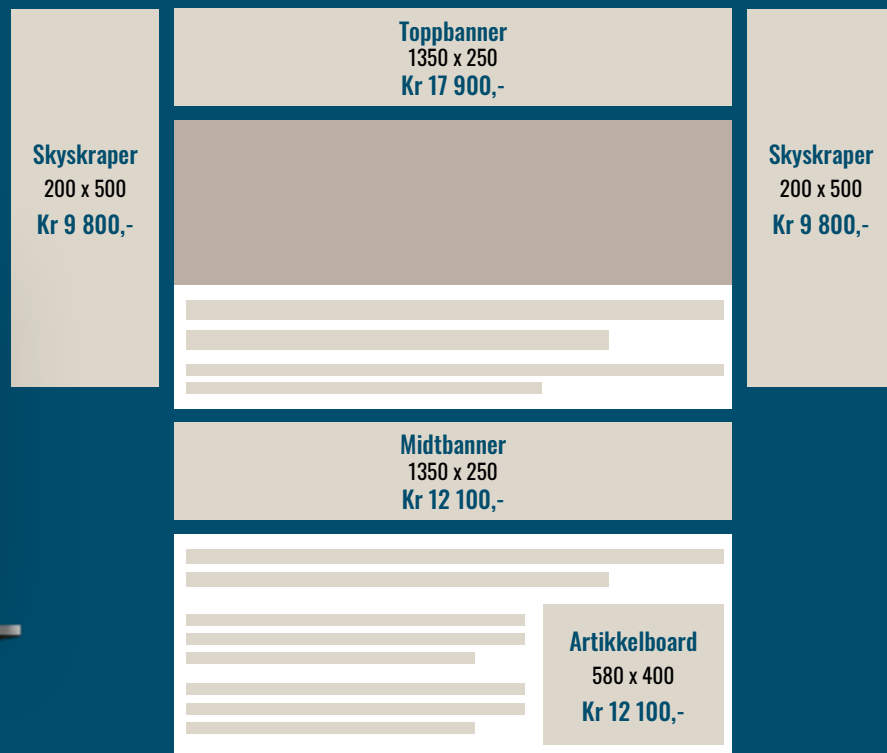 Toppbanner
1350 x 250
Kr 17 900,-
Skyskraper
200 x 500
Kr 9 800,-
Skyskraper
200 x 500
Kr 9 800,-
Midtbanner
1350 x 250
Kr 12 100,-
Artikkelboard
580 x 400
Kr 12 100,-